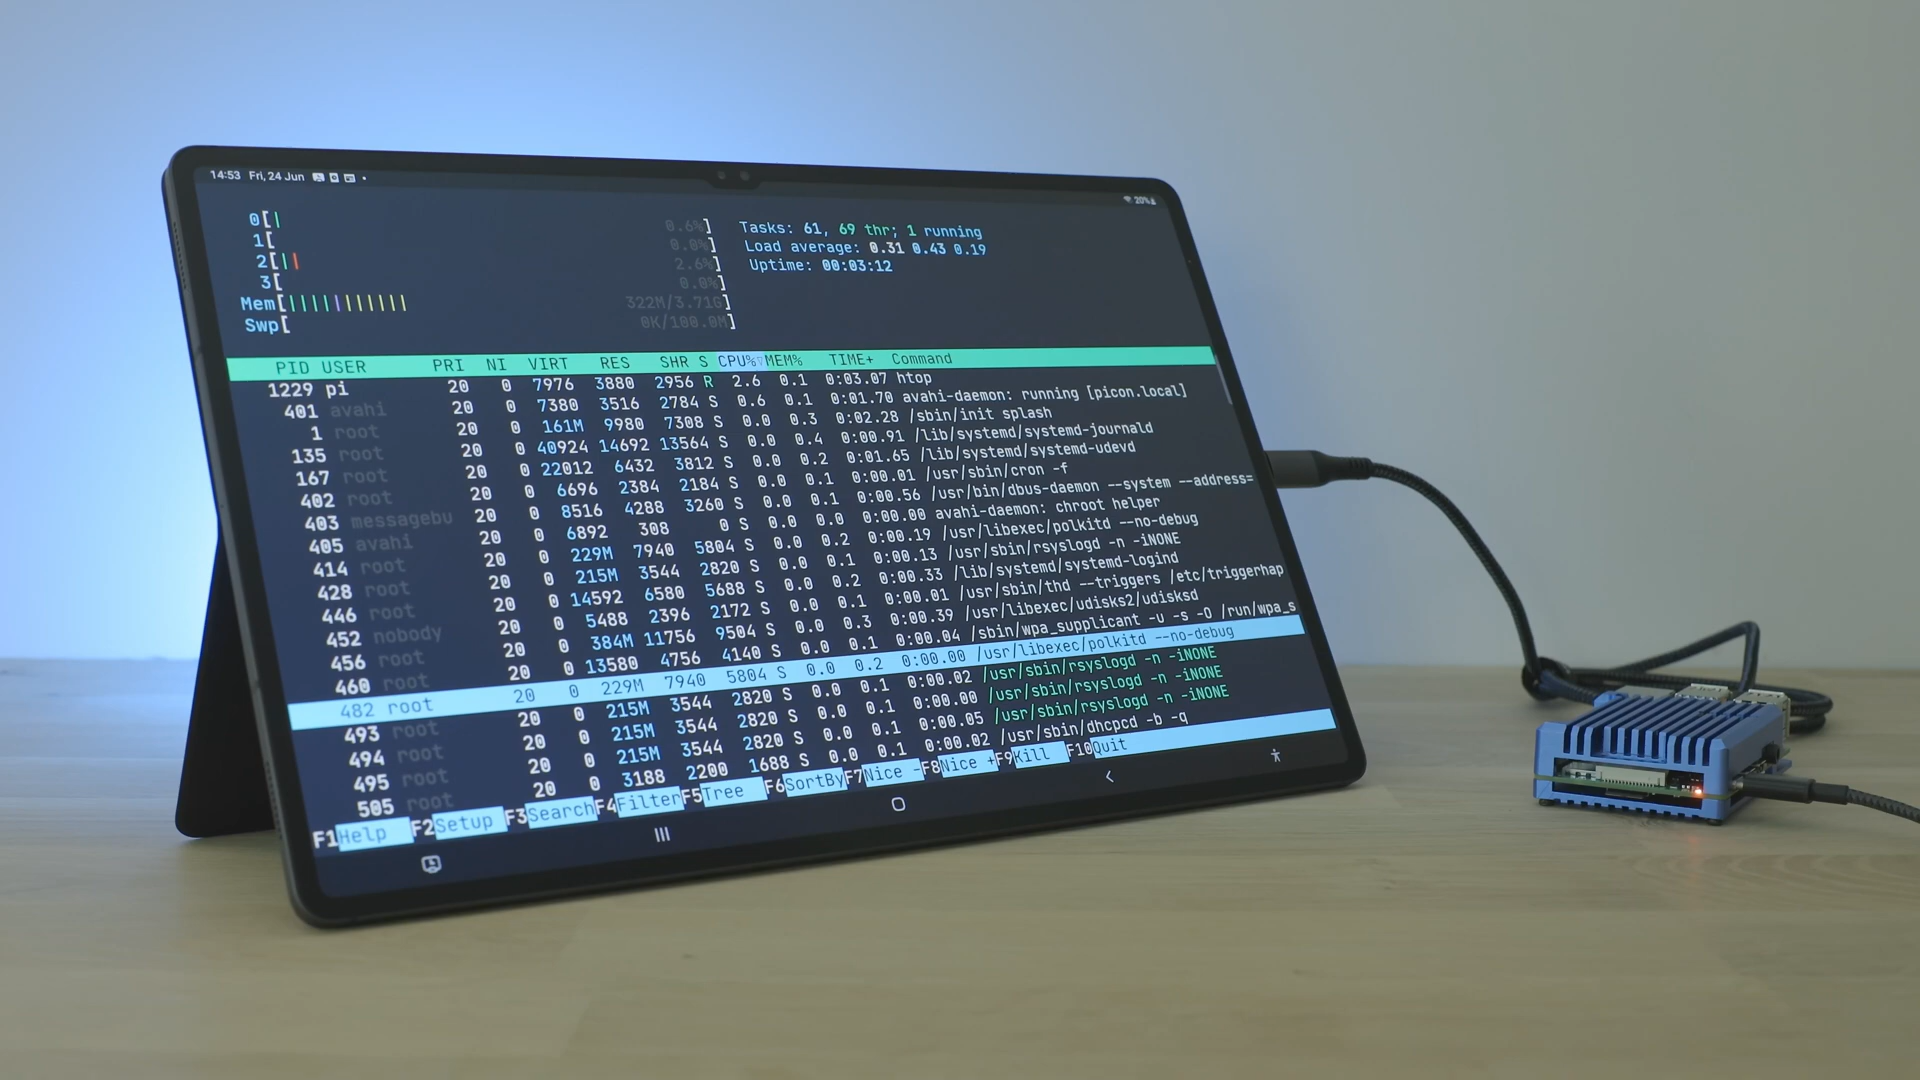 14:53 Fri, 24 Jun
20%
0[ 0.6%]
1[ 0.0%]
2[ 2.6%]
3[ 0.0%]
Mem[ 322M/3.71G]
Swp[ 0K/100.0M]
Tasks: 61, 69 thr; 1 running
Load average: 0.31 0.43 0.19
Uptime: 00:03:12
PID USER PRI NI VIRT RES SHR S CPU%▽MEM% TIME+ Command
1229 pi 20 0 7976 3880 2956 R 2.6 0.1 0:03.07 htop
401 avahi 20 0 7380 3516 2784 S 0.6 0.1 0:01.70 avahi-daemon: running [picon.local]
1 root 20 0 161M 9980 7308 S 0.0 0.3 0:02.28 /sbin/init splash
135 root 20 0 40924 14692 13564 S 0.0 0.4 0:00.91 /lib/systemd/systemd-journald
167 root 20 0 22012 6432 3812 S 0.0 0.2 0:01.65 /lib/systemd/systemd-udevd
402 root 20 0 6696 2384 2184 S 0.0 0.1 0:00.01 /usr/sbin/cron -f
403 messagebu 20 0 8516 4288 3260 S 0.0 0.1 0:00.56 /usr/bin/dbus-daemon --system --address=
405 avahi 20 0 6892 308 0 S 0.0 0.0 0:00.00 avahi-daemon: chroot helper
414 root 20 0 229M 7940 5804 S 0.0 0.2 0:00.19 /usr/libexec/polkitd --no-debug
428 root 20 0 215M 3544 2820 S 0.0 0.1 0:00.13 /usr/sbin/rsyslogd -n -iNONE
446 root 20 0 14592 6580 5688 S 0.0 0.2 0:00.33 /lib/systemd/systemd-logind
452 nobody 20 0 5488 2396 2172 S 0.0 0.1 0:00.01 /usr/sbin/thd --triggers /etc/triggerhap
456 root 20 0 384M 11756 9504 S 0.0 0.3 0:00.39 /usr/libexec/udisks2/udisksd
460 root 20 0 13580 4756 4140 S 0.0 0.1 0:00.04 /sbin/wpa_supplicant -u -s -O /run/wpa_s
482 root 20 0 229M 7940 5804 S 0.0 0.2 0:00.00 /usr/libexec/polkitd --no-debug
493 root 20 0 215M 3544 2820 S 0.0 0.1 0:00.02 /usr/sbin/rsyslogd -n -iNONE
494 root 20 0 215M 3544 2820 S 0.0 0.1 0:00.00 /usr/sbin/rsyslogd -n -iNONE
495 root 20 0 215M 3544 2820 S 0.0 0.1 0:00.05 /usr/sbin/rsyslogd -n -iNONE
505 root 20 0 3188 2200 1688 S 0.0 0.1 0:00.02 /usr/sbin/dhcpcd -b -q
F1Help F2Setup F3Search F4Filter F5Tree F6SortBy F7Nice - F8Nice + F9Kill F10Quit